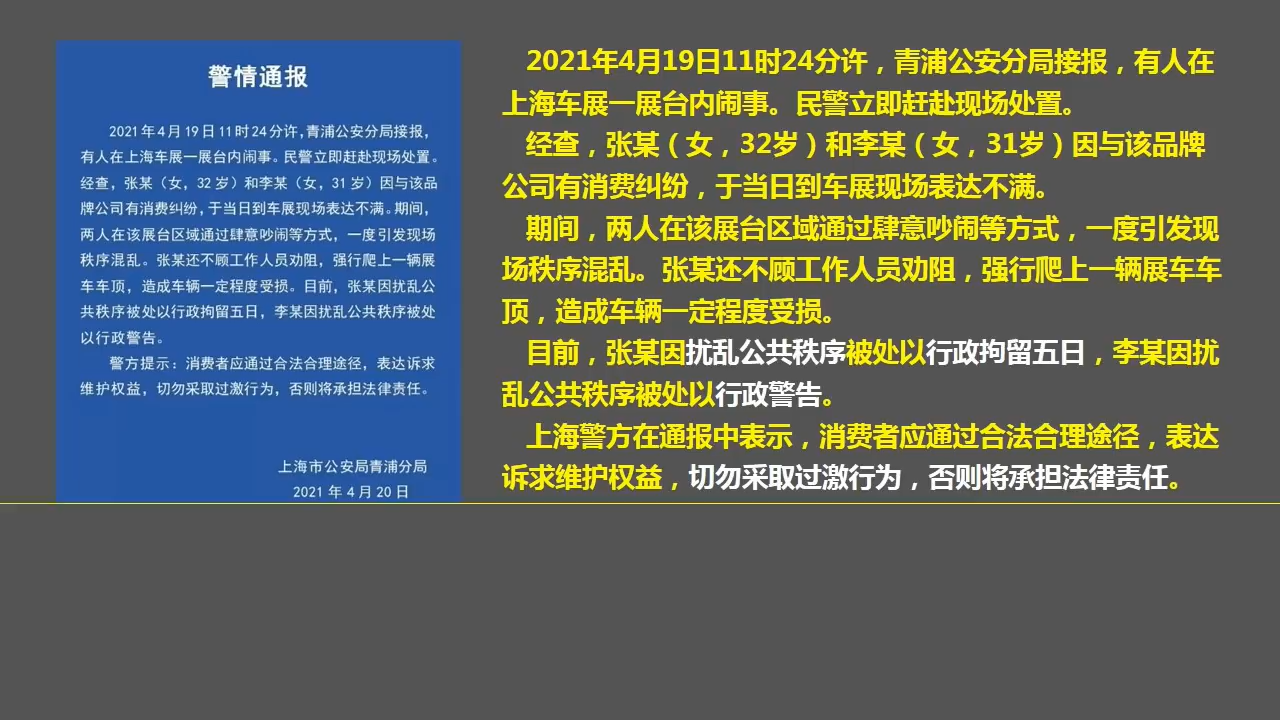 警情通报
2021年4月19日11时24分许,青浦公安分局接报,
有人在上海车展一展台内闹事。民警立即赶赴现场处置。
经查，张某（女，32岁）和李某（女，31岁）因与该品
牌公司有消费纠纷,于当日到车展现场表达不满。期间,
两人在该展台区域通过肆意吵闹等方式，一度引发现场
秩序混乱。张某还不顾工作人员劝阻，强行爬上一辆展
车车顶，造成车辆一定程度受损。目前，张某因扰乱公
共秩序被处以行政拘留五日，李某因扰乱公共秩序被处
以行政警告。
警方提示：消费者应通过合法合理途径，表达诉求
维护权益，切勿采取过激行为，否则将承担法律责任。
上海市公安局青浦分局
2021年4月20日
2021年4月19日11时24分许，青浦公安分局接报，有人在
上海车展一展台内闹事。民警立即赶赴现场处置。
经查，张某（女，32岁）和李某（女，31岁）因与该品牌
公司有消费纠纷，于当日到车展现场表达不满。
期间，两人在该展台区域通过肆意吵闹等方式，一度引发现
场秩序混乱。张某还不顾工作人员劝阻，强行爬上一辆展车车
顶，造成车辆一定程度受损。
目前，张某因扰乱公共秩序被处以行政拘留五日，李某因扰
乱公共秩序被处以行政警告。
上海警方在通报中表示，消费者应通过合法合理途径，表达
诉求维护权益，切勿采取过激行为，否则将承担法律责任。